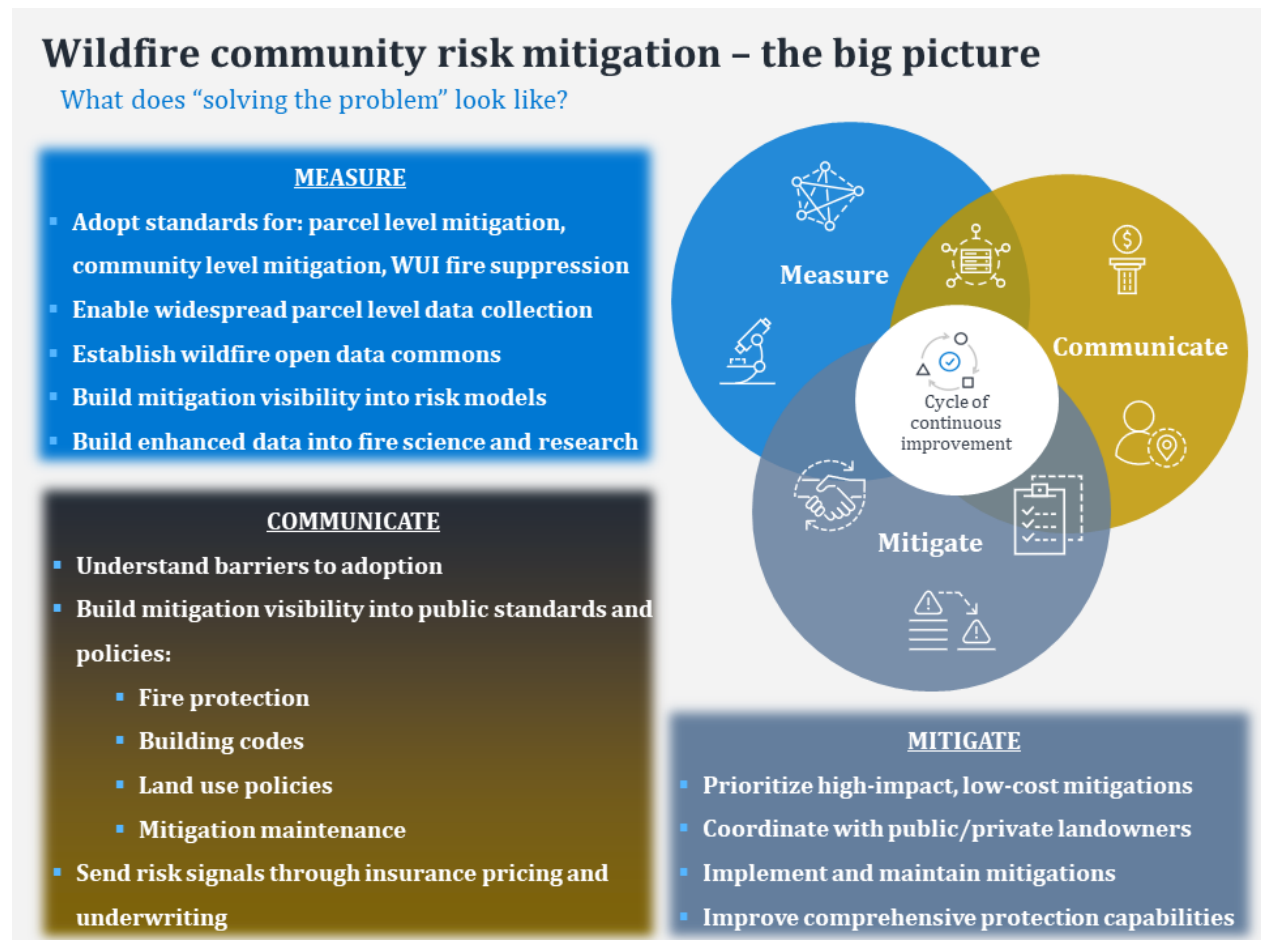 Wildfire community risk mitigation – the big picture
What does “solving the problem” look like?
MEASURE
▪ Adopt standards for: parcel level mitigation,
community level mitigation, WUI fire suppression
▪ Enable widespread parcel level data collection
▪ Establish wildfire open data commons
▪ Build mitigation visibility into risk models
▪ Build enhanced data into fire science and research
COMMUNICATE
▪ Understand barriers to adoption
▪ Build mitigation visibility into public standards and
policies:
▪ Fire protection
▪ Building codes
▪ Land use policies
▪ Mitigation maintenance
▪ Send risk signals through insurance pricing and
underwriting
Measure
$
Communicate
Cycle of
continuous
improvement
Mitigate
!
!
MITIGATE
▪ Prioritize high-impact, low-cost mitigations
▪ Coordinate with public/private landowners
▪ Implement and maintain mitigations
▪ Improve comprehensive protection capabilities